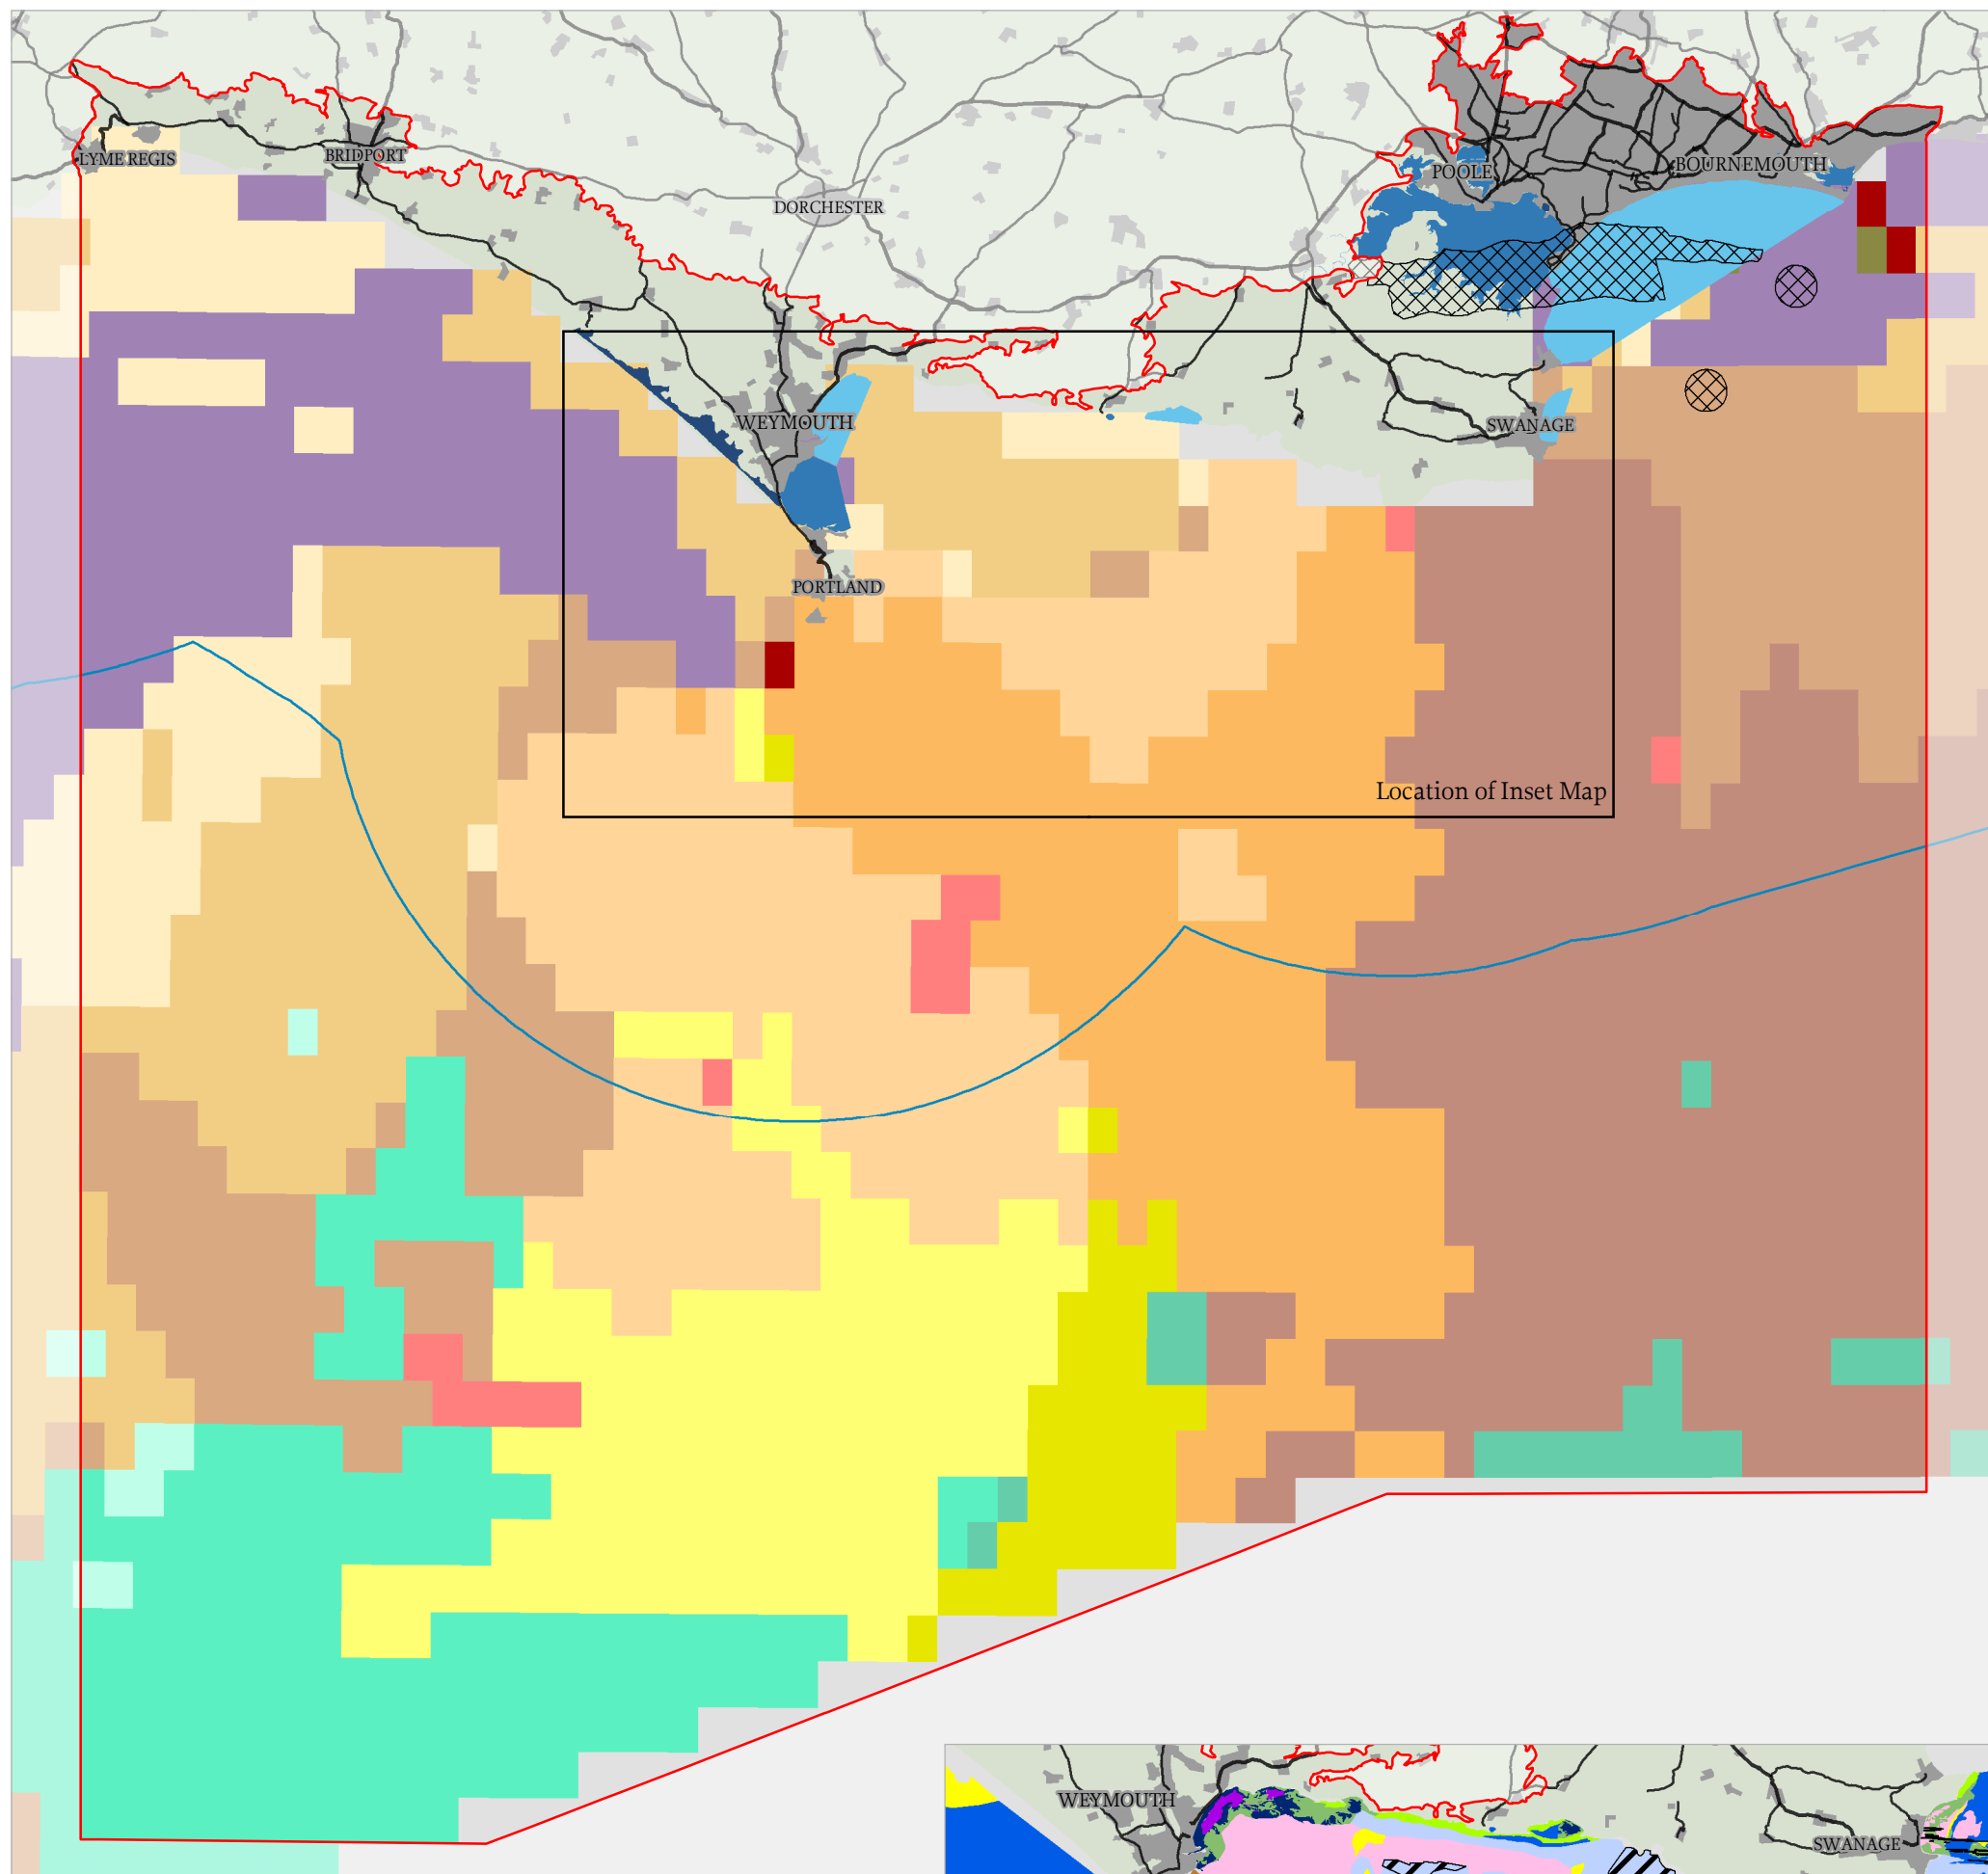 LYME REGIS
BRIDPORT
POOLE
BOURNEMOUTH
DORCHESTER
WEYMOUTH
SWANAGE
PORTLAND
Location of Inset Map
WEYMOUTH
SWANAGE